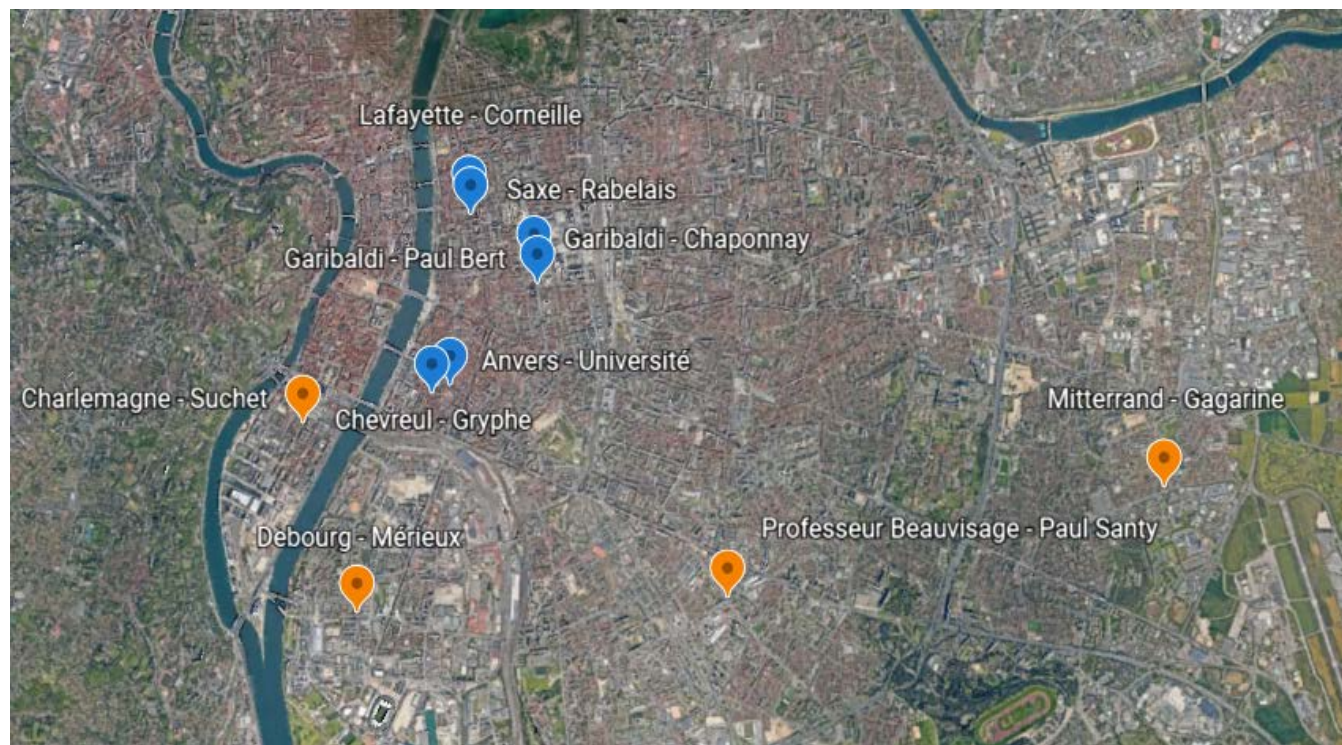 Lafayette - Corneille
Saxe - Rabelais
Garibaldi - Chaponnay
Garibaldi - Paul Bert
Anvers - Université
Charlemagne - Suchet
Mitterrand - Gagarine
Chevreul - Gryphe
Professeur Beauvisage - Paul Santy
Debourg - Mérieux